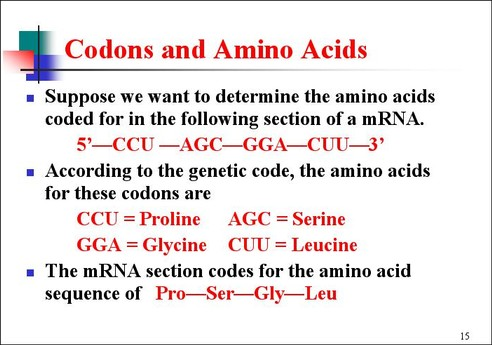 Codons and Amino Acids
Suppose we want to determine the amino acids
coded for in the following section of a mRNA.
5’—CCU —AGC—GGA—CUU—3’
According to the genetic code, the amino acids
for these codons are
CCU = Proline AGC = Serine
GGA = Glycine CUU = Leucine
The mRNA section codes for the amino acid
sequence of Pro—Ser—Gly—Leu
15